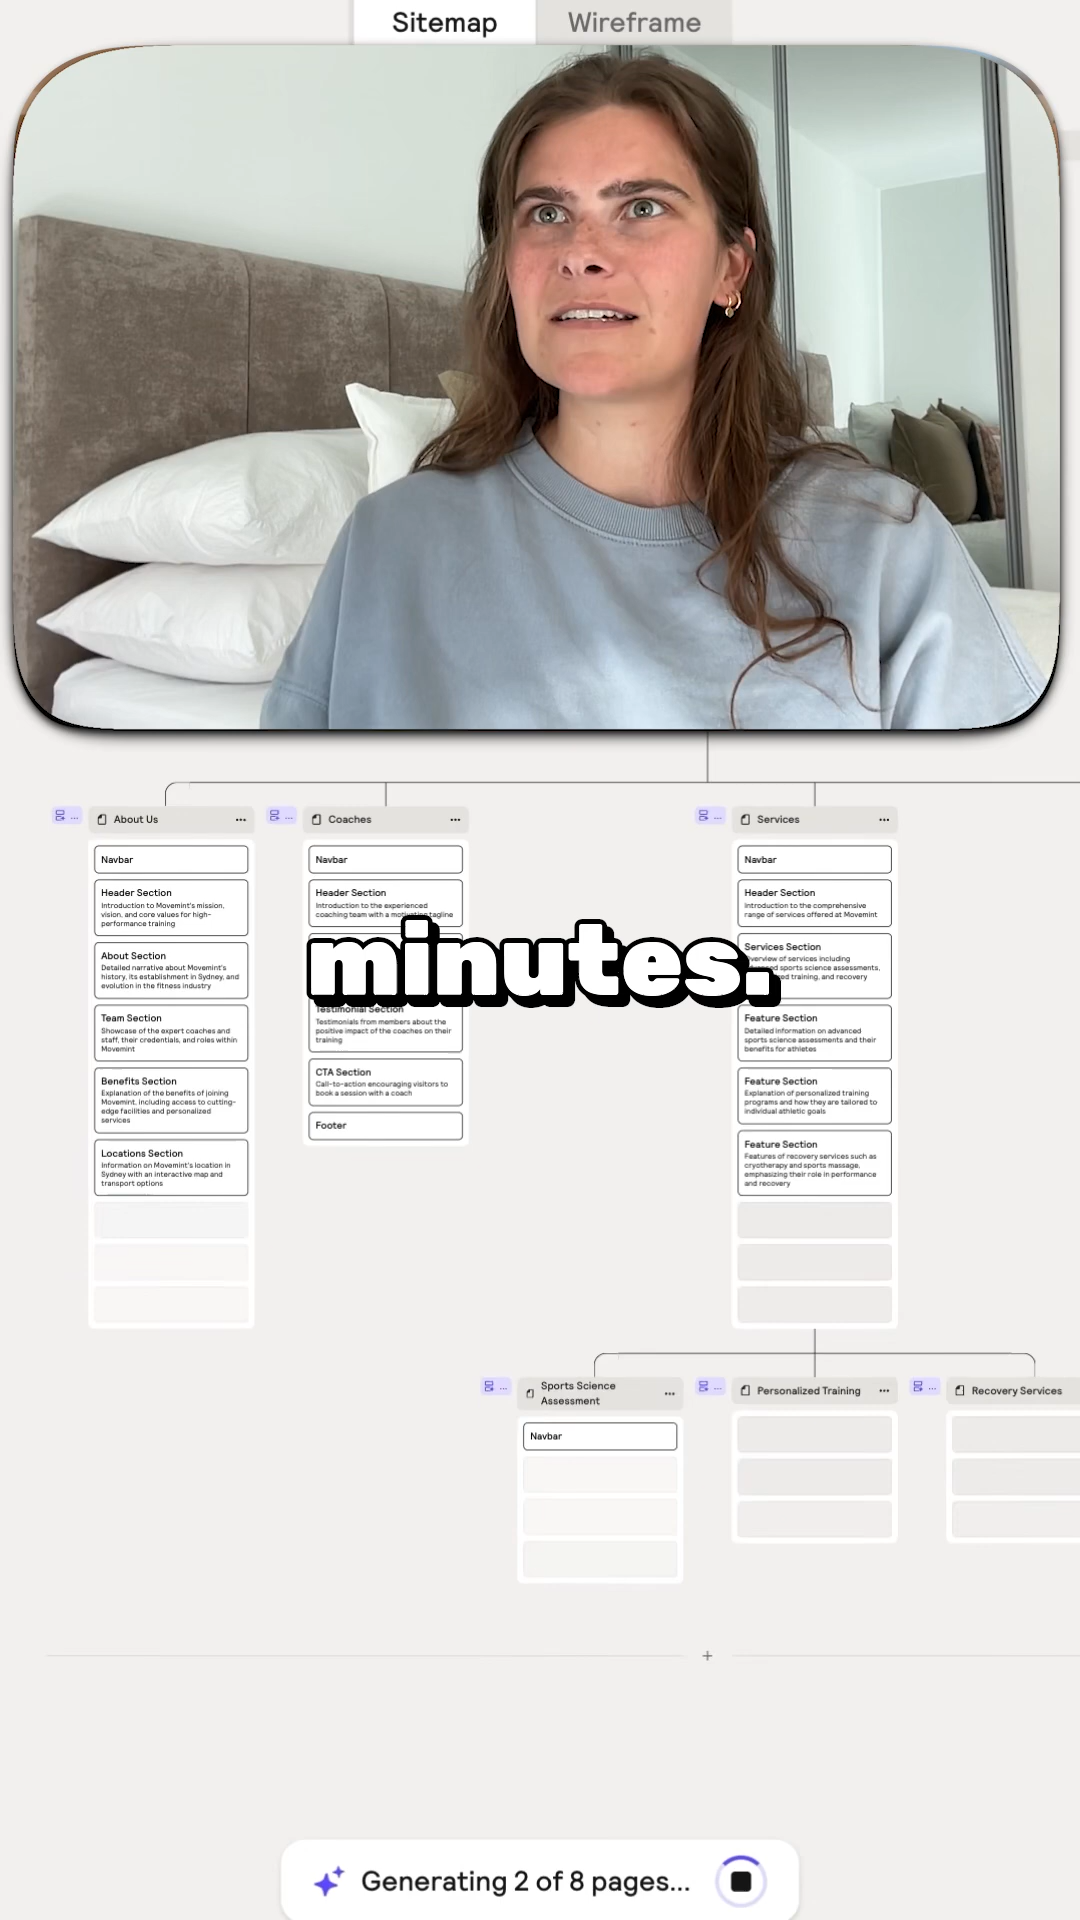 Sitemap
Wireframe
About Us
Navbar
Header Section
Introduction to Movemint's mission,
vision, and core values for high-
performance training
About Section
Detailed narrative about Movemint's
history, its establishment in Sydney, and
evolution in the fitness industry
Team Section
Showcase of the expert coaches and
staff, their credentials, and roles within
Movemint
Benefits Section
Explanation of the benefits of joining
Movemint, including access to cutting-
edge facilities and personalized
services
Locations Section
Information on Movemint's location in
Sydney with an interactive map and
transport options
Coaches
Navbar
Header Section
Introduction to the experienced
coaching team with a motivating tagline
minutes.
Testimonial Section
Testimonials from members about the
positive impact of the coaches on their
training
CTA Section
Call-to-action encouraging visitors to
book a session with a coach
Footer
Services
Navbar
Header Section
Introduction to the comprehensive
range of services offered at Movemint
Services Section
sports science assessments,
training, and recovery
Feature Section
Detailed information on advanced
sports science assessments and their
benefits for athletes
Feature Section
Explanation of personalized training
programs and how they are tailored to
individual athletic goals
Feature Section
Features of recovery services such as
cryotherapy and sports massage,
emphasizing their role in performance
and recovery
Sports Science
Assessment
Navbar
Personalized Training
Recovery Services
Generating 2 of 8 pages...